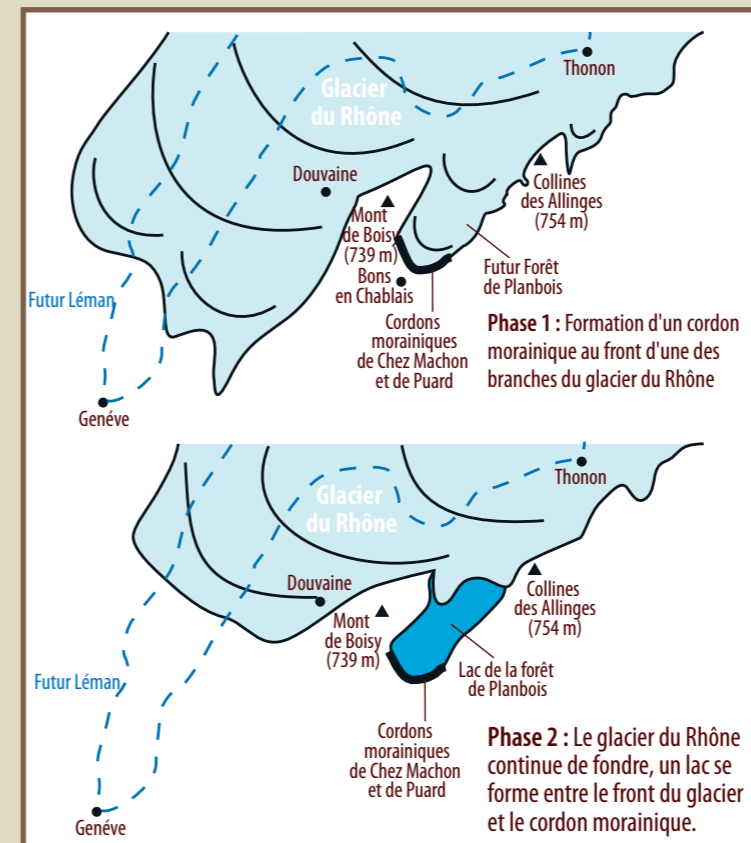 Thonon
Glacier
du Rhône
Douvaine
Collines
des Allinges
(754 m)
Mont
de Boisy
(739 m)
Bons
en Chablais
Futur Forêt
de Planbois
Futur Léman
Cordons
morainiques
de Chez Machon
et de Puard
Genéve
Phase 1 : Formation d'un cordon
morainique au front d'une des
branches du glacier du Rhône
Thonon
Glacier
du Rhône
Douvaine
Collines
des Allinges
(754 m)
Mont
de Boisy
(739 m)
Lac de la forêt
de Planbois
Futur Léman
Cordons
morainiques
de Chez Machon
et de Puard
Genéve
Phase 2 : Le glacier du Rhône
continue de fondre, un lac se
forme entre le front du glacier
et le cordon morainique.